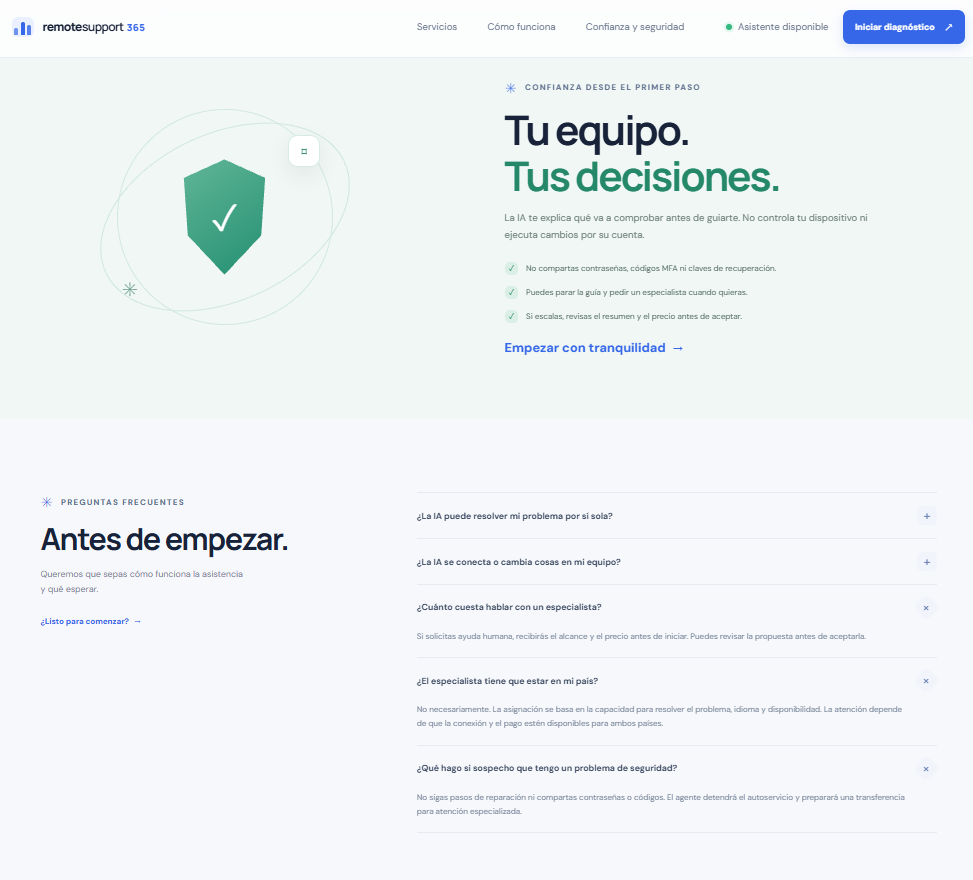 remotesupport 365
Servicios
Cómo funciona
Confianza y seguridad
Asistente disponible
Iniciar diagnóstico ↗
CONFIANZA DESDE EL PRIMER PASO
Tu equipo.
Tus decisiones.
La IA te explica qué va a comprobar antes de guiarte. No controla tu dispositivo ni
ejecuta cambios por su cuenta.
✓ No compartas contraseñas, códigos MFA ni claves de recuperación.
✓ Puedes parar la guía y pedir un especialista cuando quieras.
✓ Si escalas, revisas el resumen y el precio antes de aceptar.
Empezar con tranquilidad →
PREGUNTAS FRECUENTES
Antes de empezar.
Queremos que sepas cómo funciona la asistencia
y qué esperar.
¿Listo para comenzar? →
¿La IA puede resolver mi problema por sí sola? +
¿La IA se conecta o cambia cosas en mi equipo? +
¿Cuánto cuesta hablar con un especialista? ×
Si solicitas ayuda humana, recibirás el alcance y el precio antes de iniciar. Puedes revisar la propuesta antes de aceptarla.
¿El especialista tiene que estar en mi país? ×
No necesariamente. La asignación se basa en la capacidad para resolver el problema, idioma y disponibilidad. La atención depende
de que la conexión y el pago estén disponibles para ambos países.
¿Qué hago si sospecho que tengo un problema de seguridad? ×
No sigas pasos de reparación ni compartas contraseñas o códigos. El agente detendrá el autoservicio y preparará una transferencia
para atención especializada.